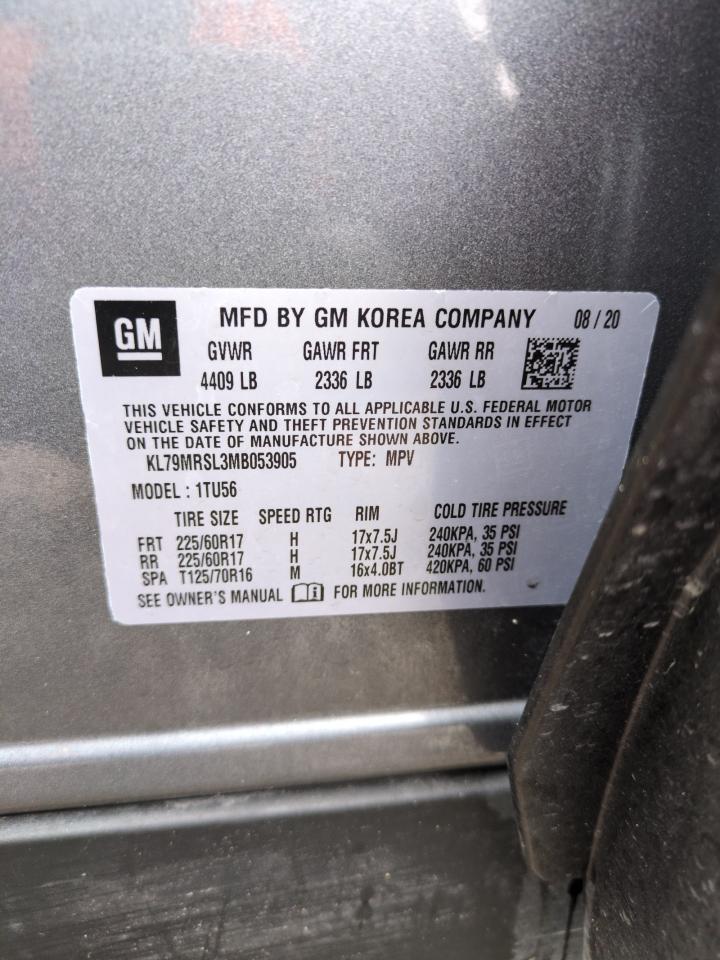 GM MFD BY GM KOREA COMPANY 08 / 20
GVWR GAWR FRT GAWR RR
4409 LB 2336 LB 2336 LB
THIS VEHICLE CONFORMS TO ALL APPLICABLE U.S. FEDERAL MOTOR
VEHICLE SAFETY AND THEFT PREVENTION STANDARDS IN EFFECT
ON THE DATE OF MANUFACTURE SHOWN ABOVE.
KL79MRSL3MB053905 TYPE: MPV
MODEL : 1TU56
TIRE SIZE SPEED RTG RIM COLD TIRE PRESSURE
FRT 225/60R17 H 17x7.5J 240KPA, 35 PSI
RR 225/60R17 H 17x7.5J 240KPA, 35 PSI
SPA T125/70R16 M 16x4.0BT 420KPA, 60 PSI
SEE OWNER'S MANUAL FOR MORE INFORMATION.